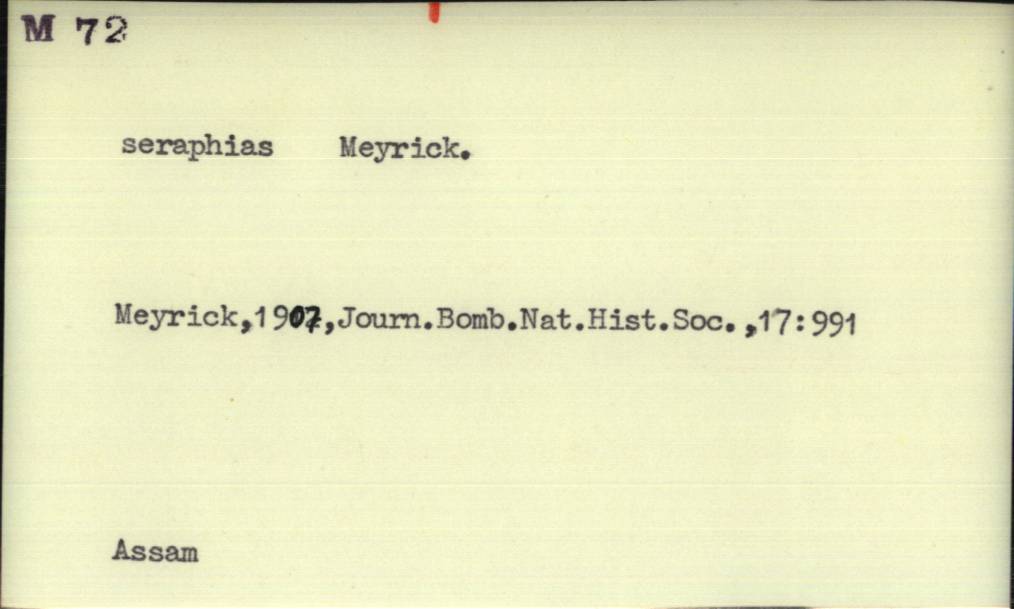 M 72
seraphias Meyrick.
Meyrick,1907,Journ.Bomb.Nat.Hist.Soc.,17:991
Assam